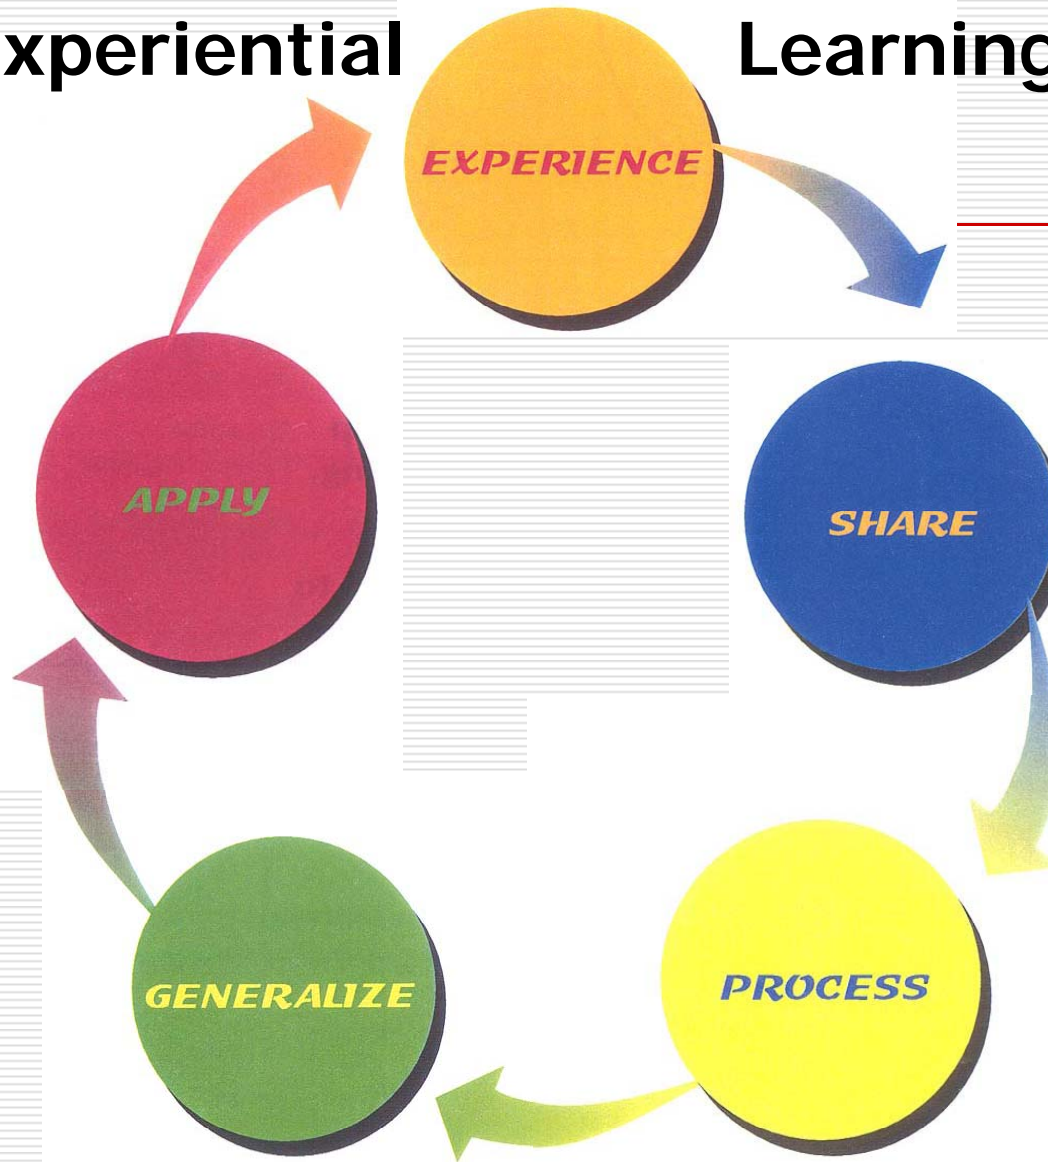 xperiential Learning
EXPERIENCE
APPLY
SHARE
GENERALIZE
PROCESS